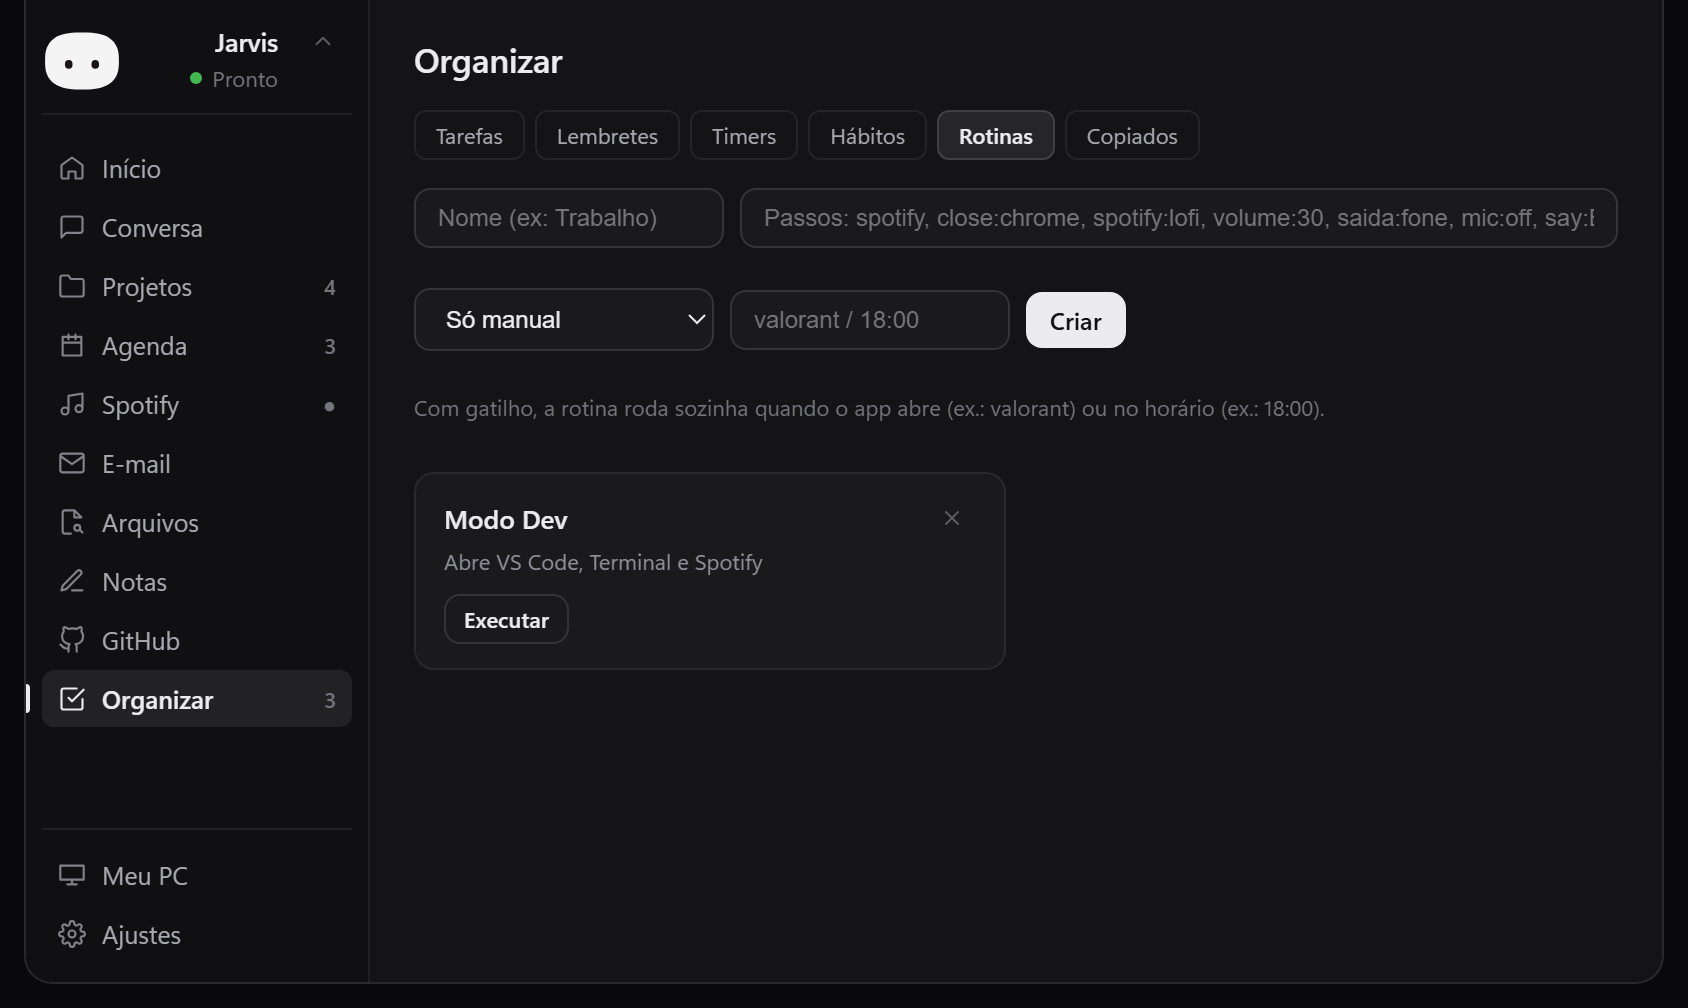 Jarvis
Pronto
Início
Conversa
Projetos 4
Agenda 3
Spotify
E-mail
Arquivos
Notas
GitHub
Organizar 3
Meu PC
Ajustes
Organizar
Tarefas Lembretes Timers Hábitos Rotinas Copiados
Nome (ex: Trabalho) Passos: spotify, close:chrome, spotify:lofi, volume:30, saida:fone, mic:off, say:
Só manual valorant / 18:00 Criar
Com gatilho, a rotina roda sozinha quando o app abre (ex.: valorant) ou no horário (ex.: 18:00).
Modo Dev
Abre VS Code, Terminal e Spotify
Executar